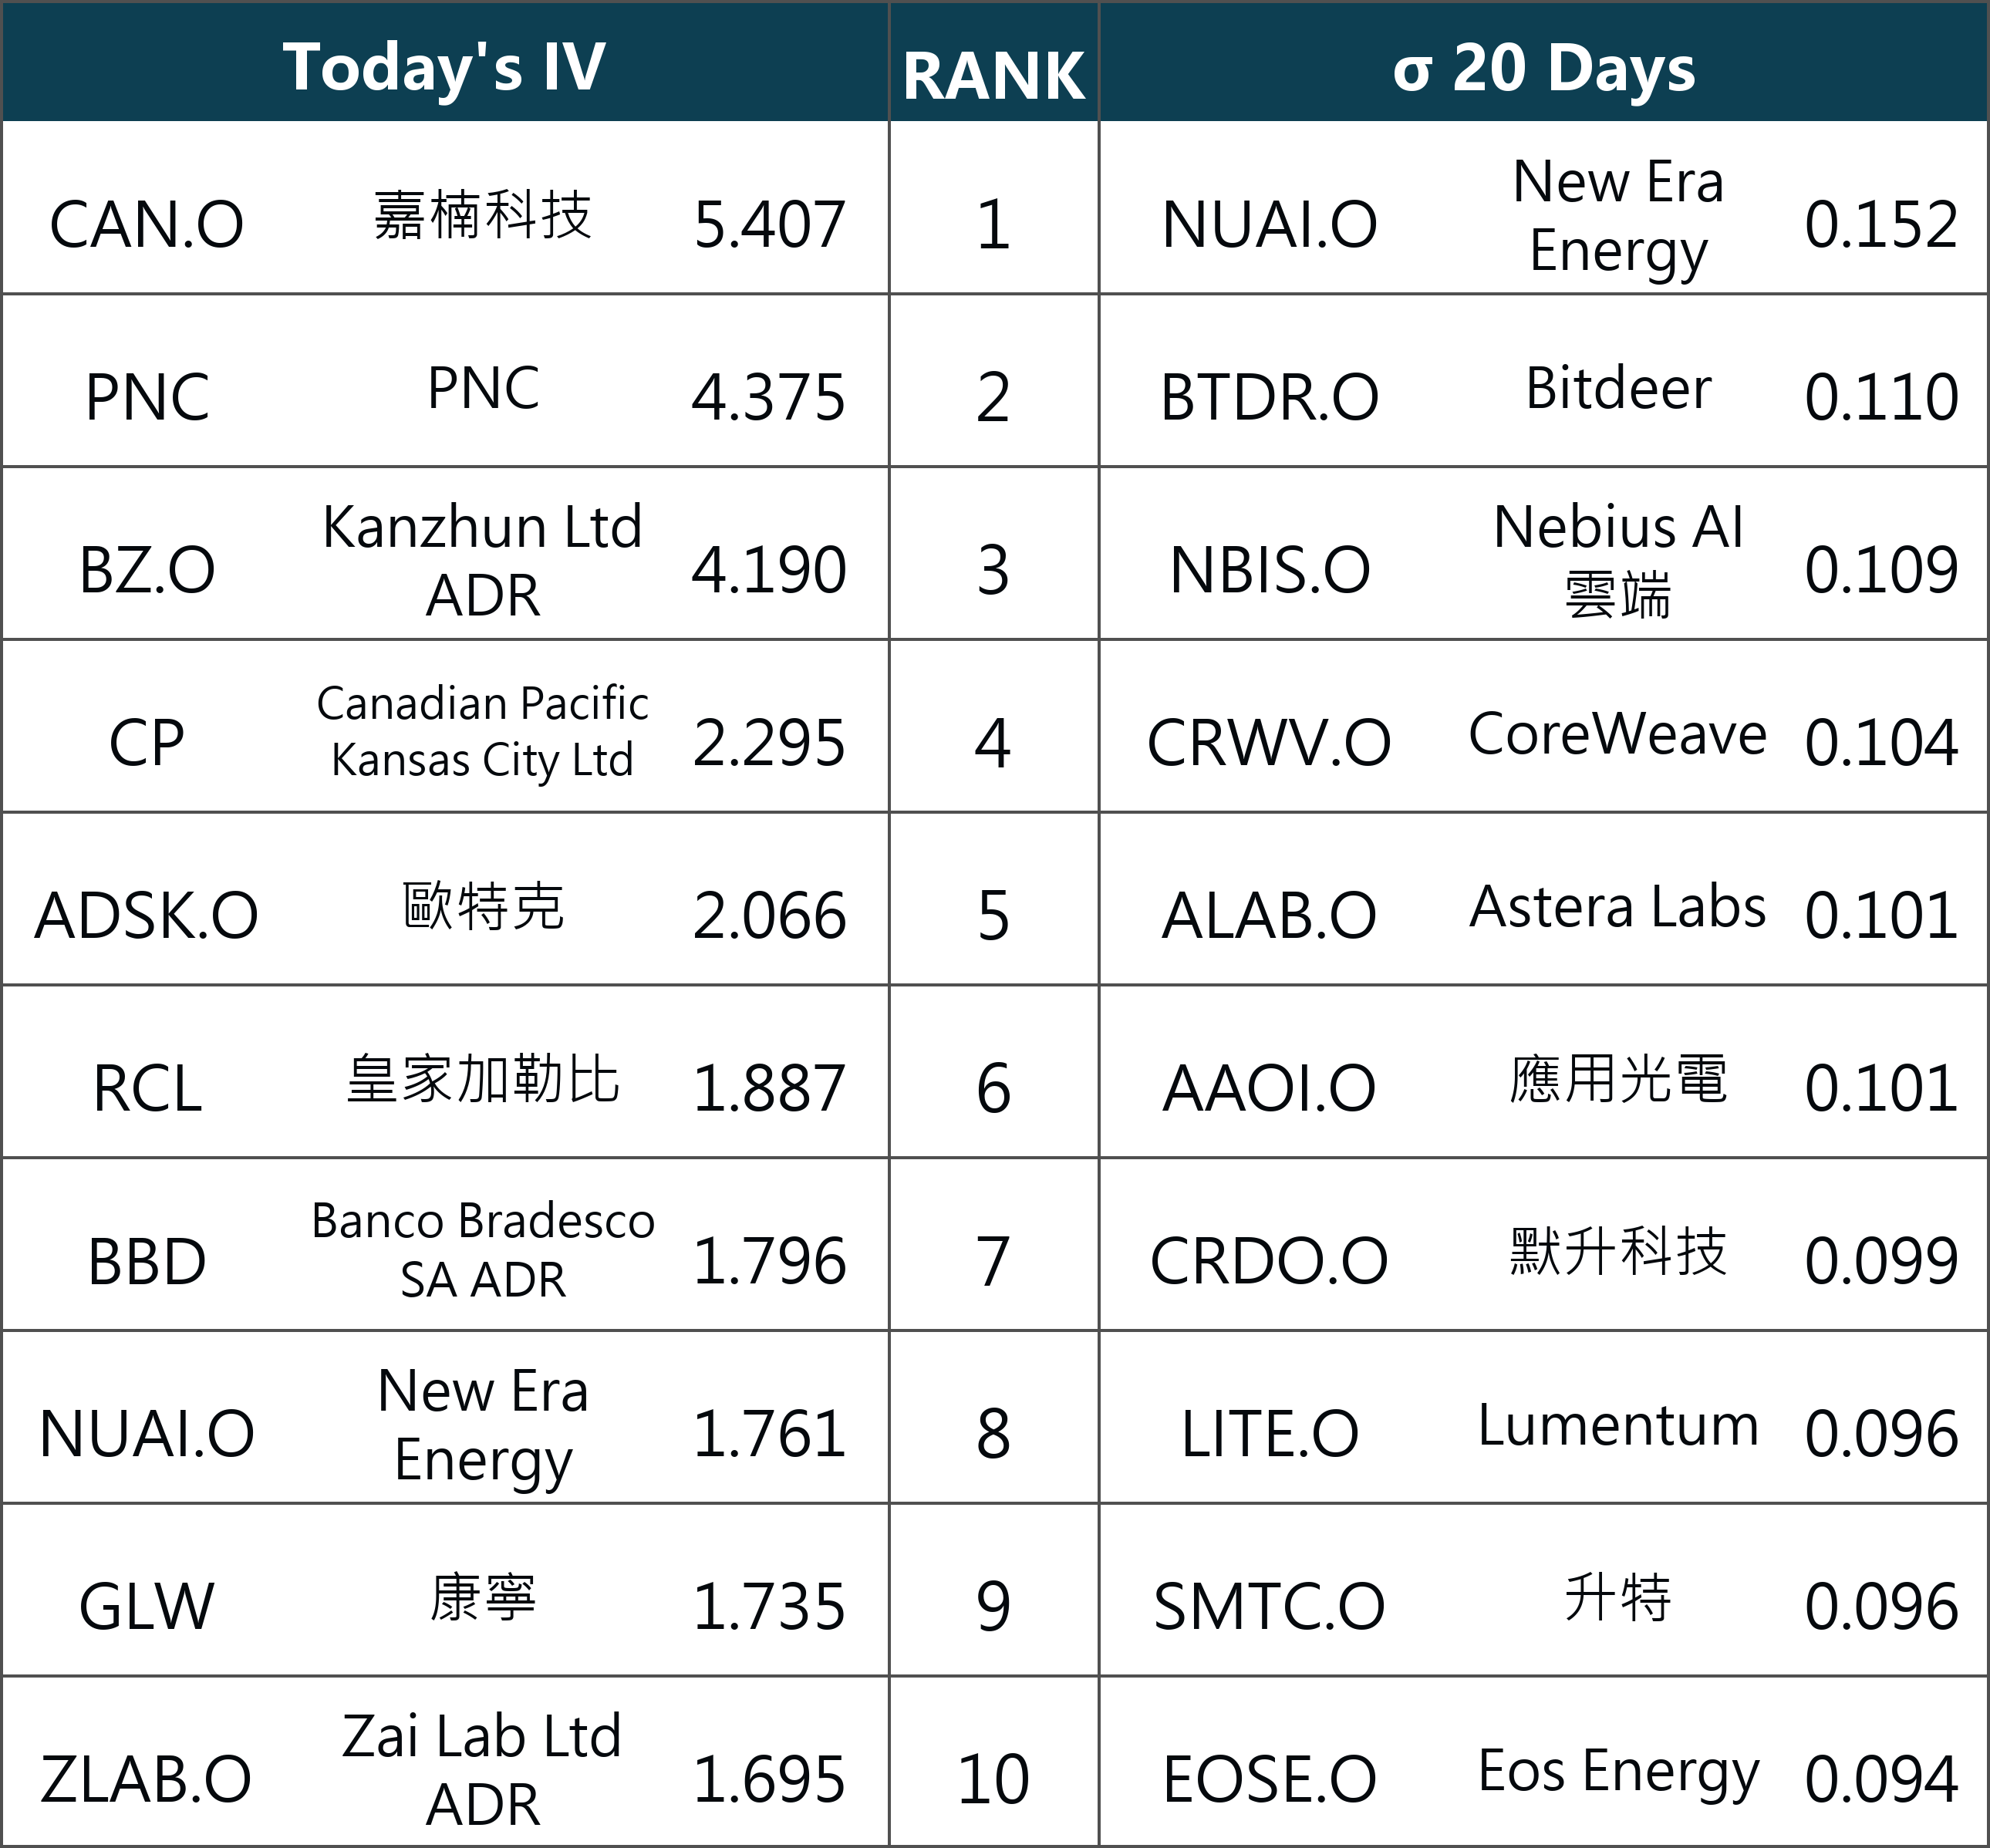 Today's IV RANK σ 20 Days
CAN.O 嘉楠科技 5.407 1 NUAI.O New Era Energy 0.152
PNC PNC 4.375 2 BTDR.O Bitdeer 0.110
BZ.O Kanzhun Ltd ADR 4.190 3 NBIS.O Nebius AI 雲端 0.109
CP Canadian Pacific Kansas City Ltd 2.295 4 CRWV.O CoreWeave 0.104
ADSK.O 歐特克 2.066 5 ALAB.O Astera Labs 0.101
RCL 皇家加勒比 1.887 6 AAOI.O 應用光電 0.101
BBD Banco Bradesco SA ADR 1.796 7 CRDO.O 默升科技 0.099
NUAI.O New Era Energy 1.761 8 LITE.O Lumentum 0.096
GLW 康寧 1.735 9 SMTC.O 升特 0.096
ZLAB.O Zai Lab Ltd ADR 1.695 10 EOSE.O Eos Energy 0.094